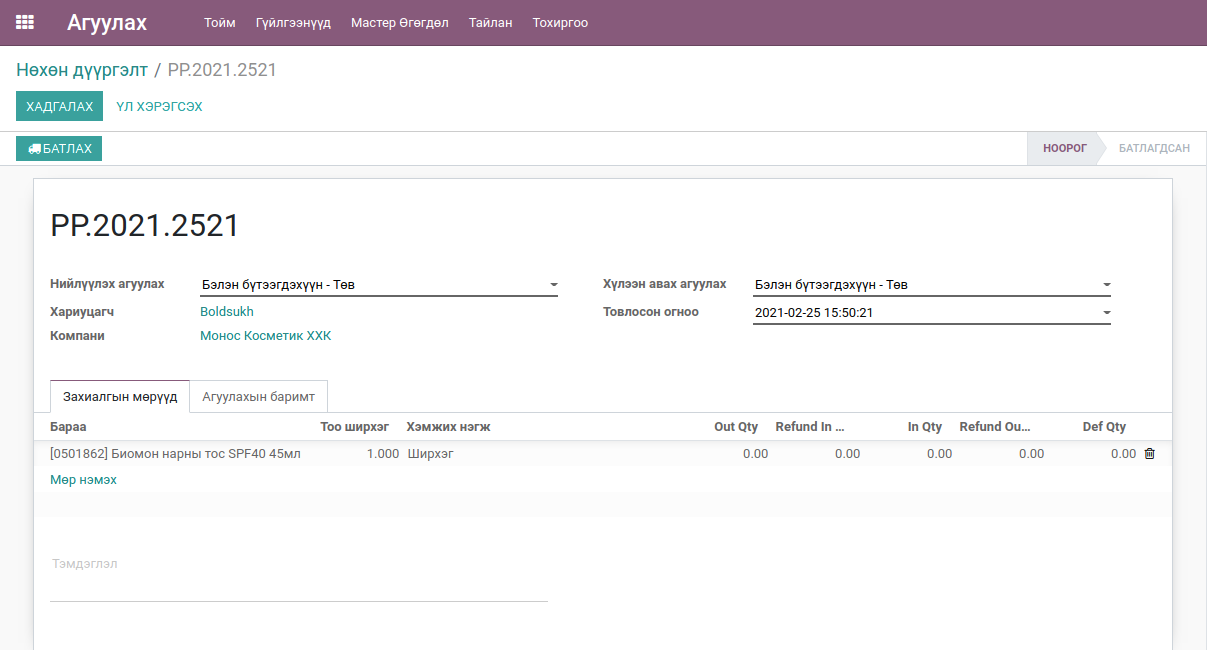 Агуулах Тойм Гүйлгээнүүд Мастер Өгөгдөл Тайлан Тохиргоо
Нөхөн дүүргэлт / PP.2021.2521
ХАДГАЛАХ ҮЛ ХЭРЭГСЭХ
БАТЛАХ НООРОГ БАТЛАГДСАН
PP.2021.2521
Нийлүүлэх агуулах Бэлэн бүтээгдэхүүн - Төв Хүлээн авах агуулах Бэлэн бүтээгдэхүүн - Төв
Хариуцагч Boldsukh Товлосон огноо 2021-02-25 15:50:21
Компани Монос Косметик ХХК
Захиалгын мөрүүд Агуулахын баримт
Бараа Тоо ширхэг Хэмжих нэгж Out Qty Refund In ... In Qty Refund Ou... Def Qty
[0501862] Биомон нарны тос SPF40 45мл 1.000 Ширхэг 0.00 0.00 0.00 0.00 0.00
Мөр нэмэх
Тэмдэглэл